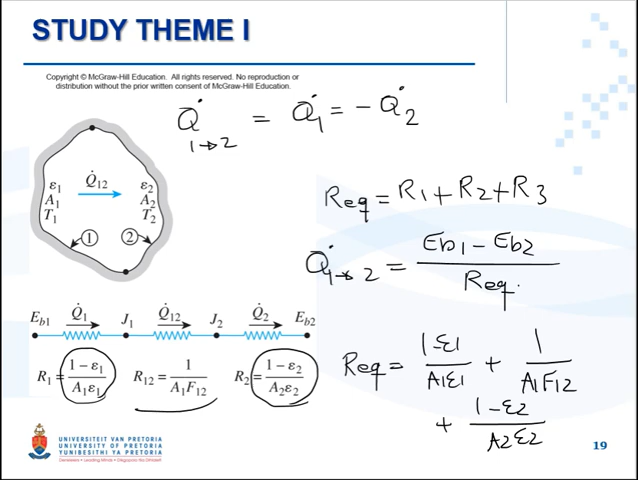 STUDY THEME I
Copyright © McGraw-Hill Education. All rights reserved. No reproduction or
distribution without the prior written consent of McGraw-Hill Education.
Q̇ 1→2 = Q̇1 = − Q̇2
ε1 Q̇12 ε2
A1 A2
T1 T2
1 2
Req = R1 + R2 + R3
Q̇1→2 = (Eb1 − Eb2) / Req.
Eb1 Q̇1 J1 Q̇12 J2 Q̇2 Eb2
R1 = (1 − ε1) / (A1ε1) R12 = 1 / (A1F12) R2 = (1 − ε2) / (A2ε2)
Req = (1-ε1) / (A1ε1) + 1 / (A1F12)
+ (1-ε2) / (A2ε2)
UNIVERSITEIT VAN PRETORIA
UNIVERSITY OF PRETORIA
YUNIBESITHI YA PRETORIA
19